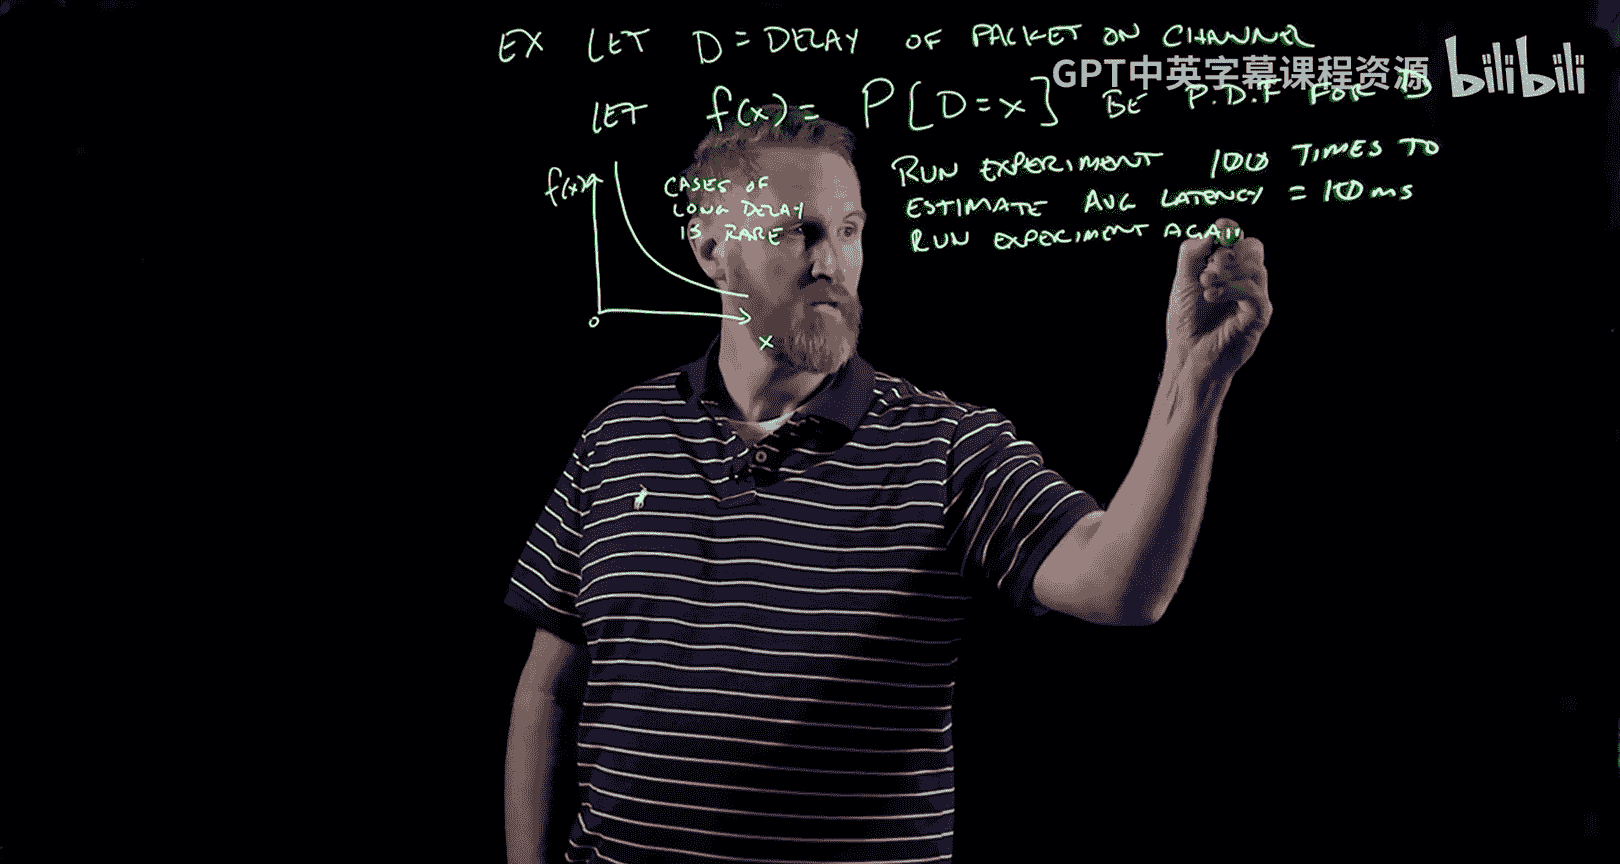 EX LET D = DELAY OF PACKET ON CHANNEL
GPT中英字幕课程资源 bilibili
LET f(x) = P[D=x] BE P.D.F FOR D
f(x)
CASES OF
LONG DELAY
IS RARE
0
x
RUN EXPERIMENT 100 TIMES TO
ESTIMATE AVG LATENCY = 10ms
RUN EXPERIMENT AGAIN